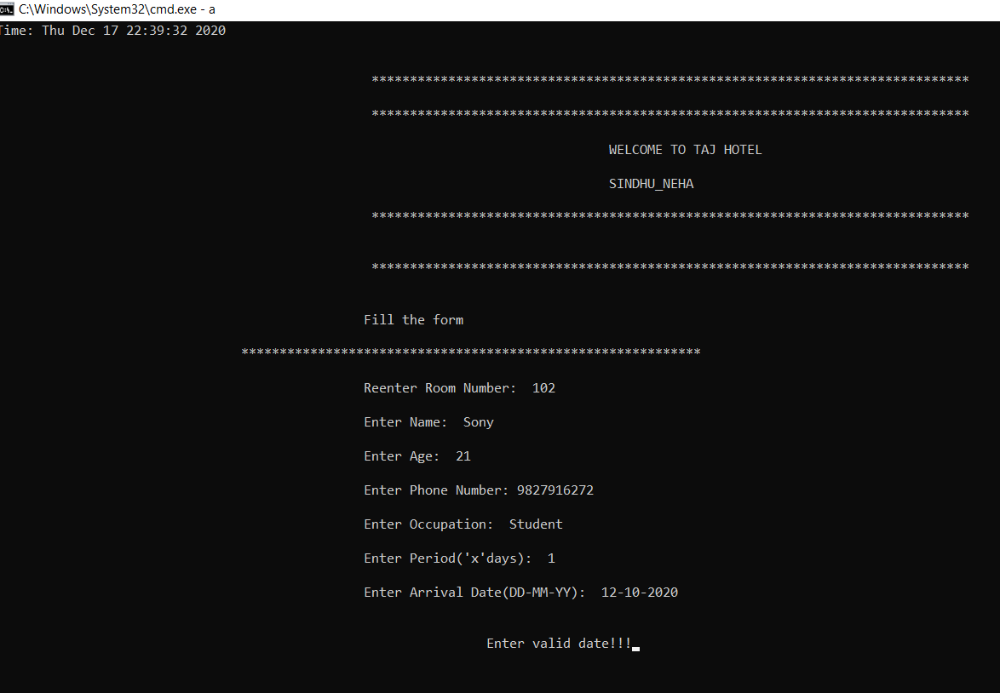 C:\Windows\System32\cmd.exe - a
Time: Thu Dec 17 22:39:32 2020
******************************************************************************
******************************************************************************
WELCOME TO TAJ HOTEL
SINDHU_NEHA
******************************************************************************
******************************************************************************
Fill the form
************************************************************
Reenter Room Number:  102
Enter Name:  Sony
Enter Age:  21
Enter Phone Number: 9827916272
Enter Occupation:  Student
Enter Period('x'days):  1
Enter Arrival Date(DD-MM-YY):  12-10-2020
Enter valid date!!!